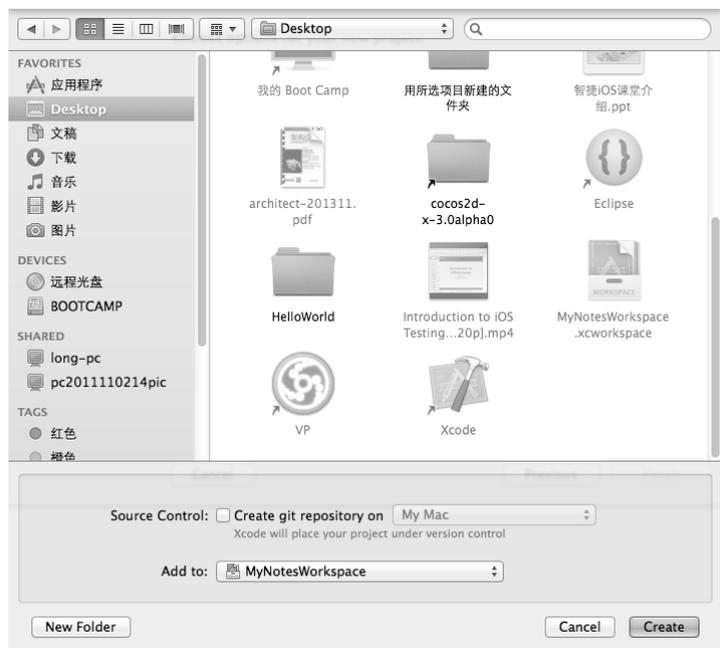 Desktop
FAVORITES
应用程序
Desktop
文稿
下载
音乐
影片
图片
DEVICES
远程光盘
BOOTCAMP
SHARED
long-pc
pc2011110214pic
TAGS
红色
橙色
我的 Boot Camp
用所选项目新建的文
件夹
智捷iOS课堂介
绍.ppt
architect-201311.
pdf
cocos2d-
x-3.0alpha0
Eclipse
HelloWorld
Introduction to iOS
Testing...20p].mp4
WORKSPACE
MyNotesWorkspace
.xcworkspace
VP
Xcode
Cancel
Previous
Source Control:
Create git repository on
My Mac
Xcode will place your project under version control
Add to:
MyNotesWorkspace
New Folder
Cancel
Create